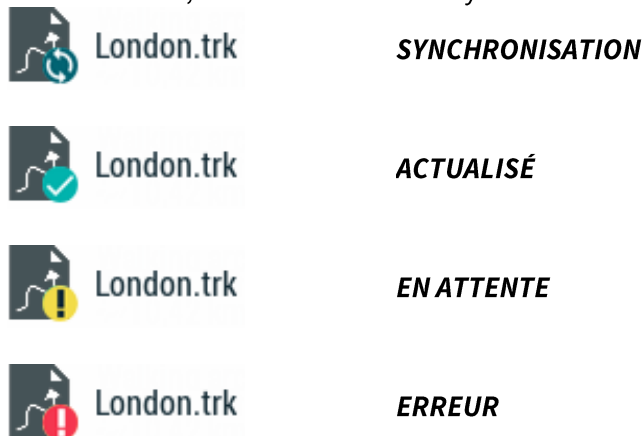 London.trk SYNCHRONISATION
London.trk ACTUALISÉ
London.trk EN ATTENTE
London.trk ERREUR